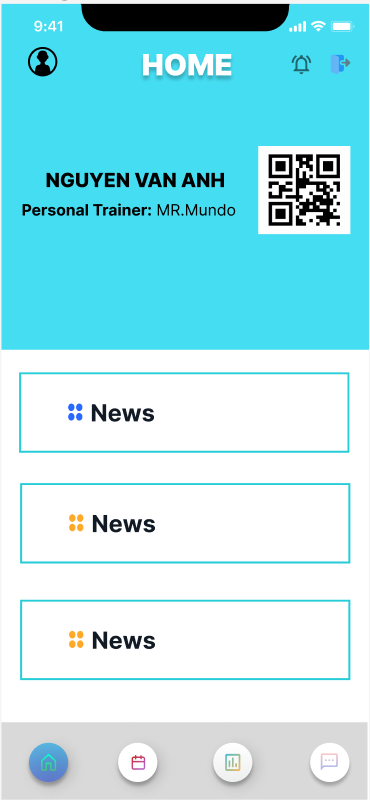 9:41
HOME
NGUYEN VAN ANH
Personal Trainer: MR.Mundo
News
News
News